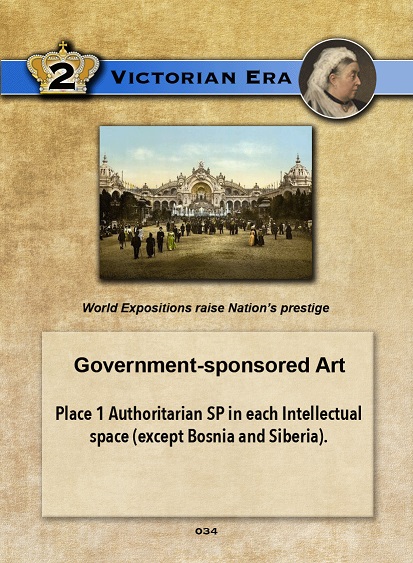 2 VICTORIAN ERA
World Expositions raise Nation's prestige
Government-sponsored Art
Place 1 Authoritarian SP in each Intellectual
space (except Bosnia and Siberia).
034